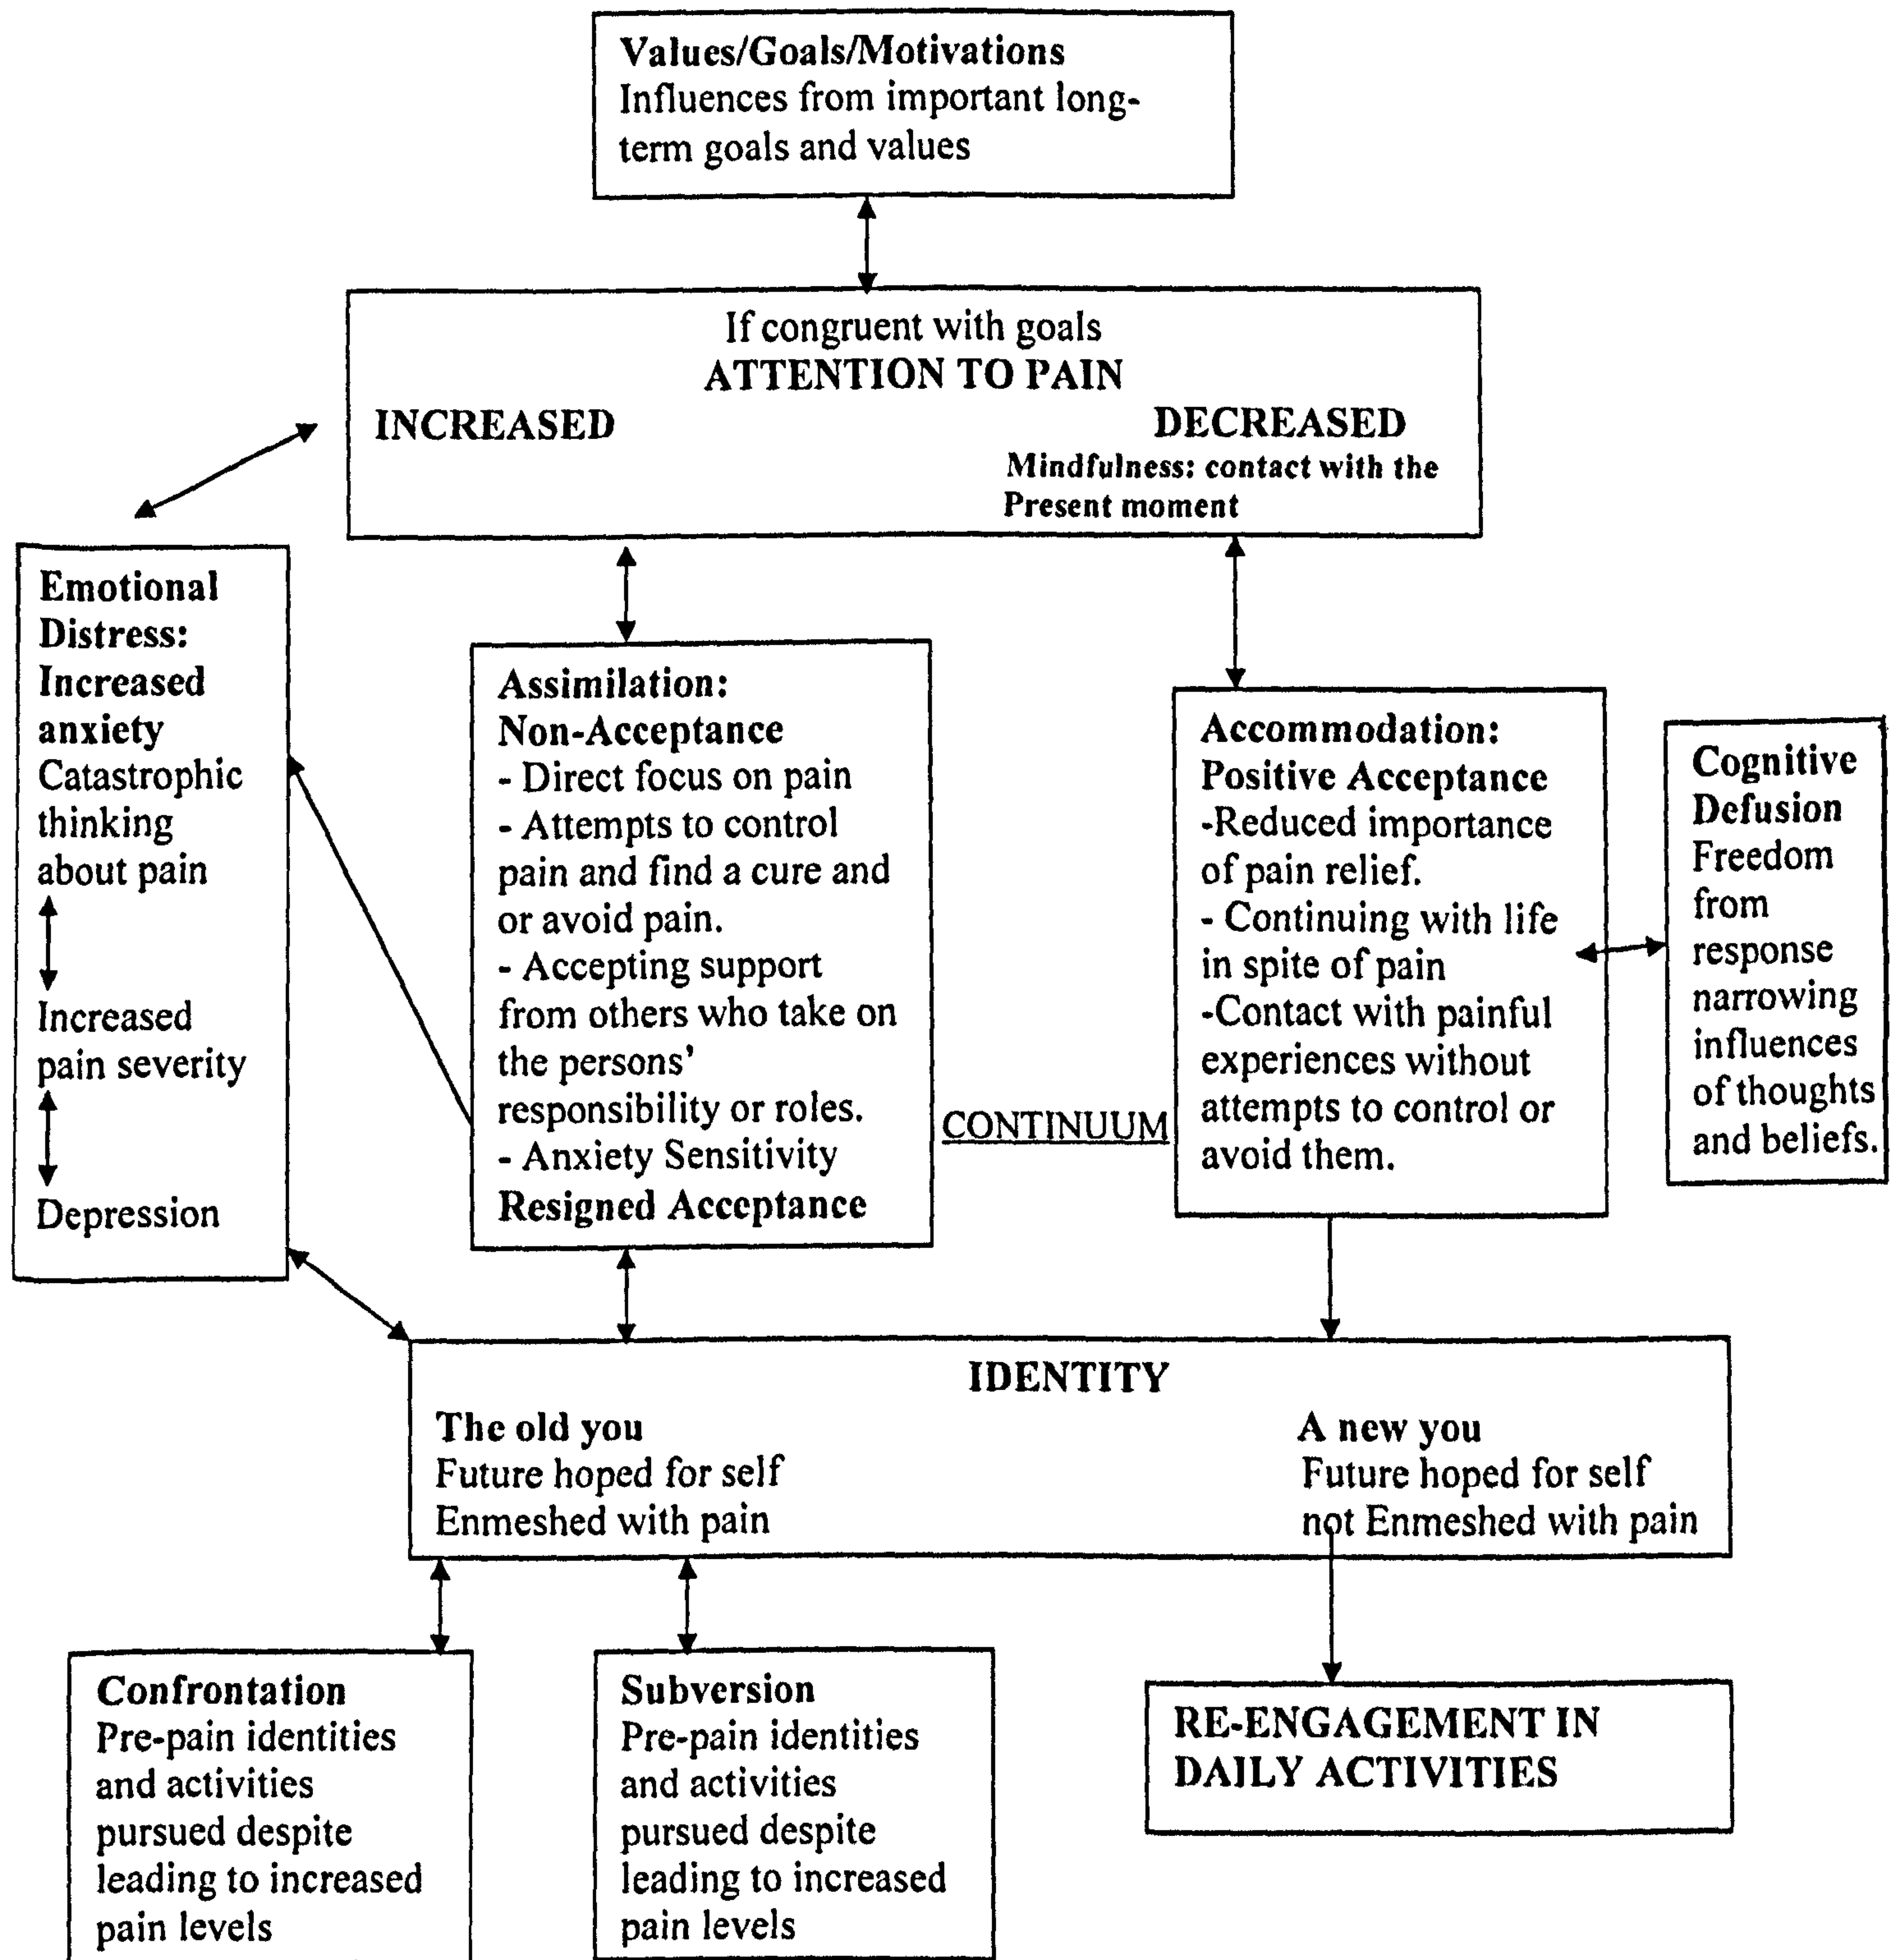 Values/Goals/Motivations
Influences from important long-
term goals and values
If congruent with goals
ATTENTION TO PAIN
INCREASED
DECREASED
Mindfulness: contact with the
Present moment
Emotional
Distress:
Increased
anxiety
Catastrophic
thinking
about pain
Increased
pain severity
Depression
Assimilation:
Non-Acceptance
- Direct focus on pain
- Attempts to control
pain and find a cure and
or avoid pain.
- Accepting support
from others who take on
the persons'
responsibility or roles.
- Anxiety Sensitivity
Resigned Acceptance
CONTINUUM
Accommodation:
Positive Acceptance
-Reduced importance
of pain relief.
- Continuing with life
in spite of pain
-Contact with painful
experiences without
attempts to control or
avoid them.
Cognitive
Defusion
Freedom
from
response
narrowing
influences
of thoughts
and beliefs.
IDENTITY
The old you
Future hoped for self
Enmeshed with pain
A new you
Future hoped for self
not Enmeshed with pain
Confrontation
Pre-pain identities
and activities
pursued despite
leading to increased
pain levels
Subversion
Pre-pain identities
and activities
pursued despite
leading to increased
pain levels
RE-ENGAGEMENT IN
DAILY ACTIVITIES